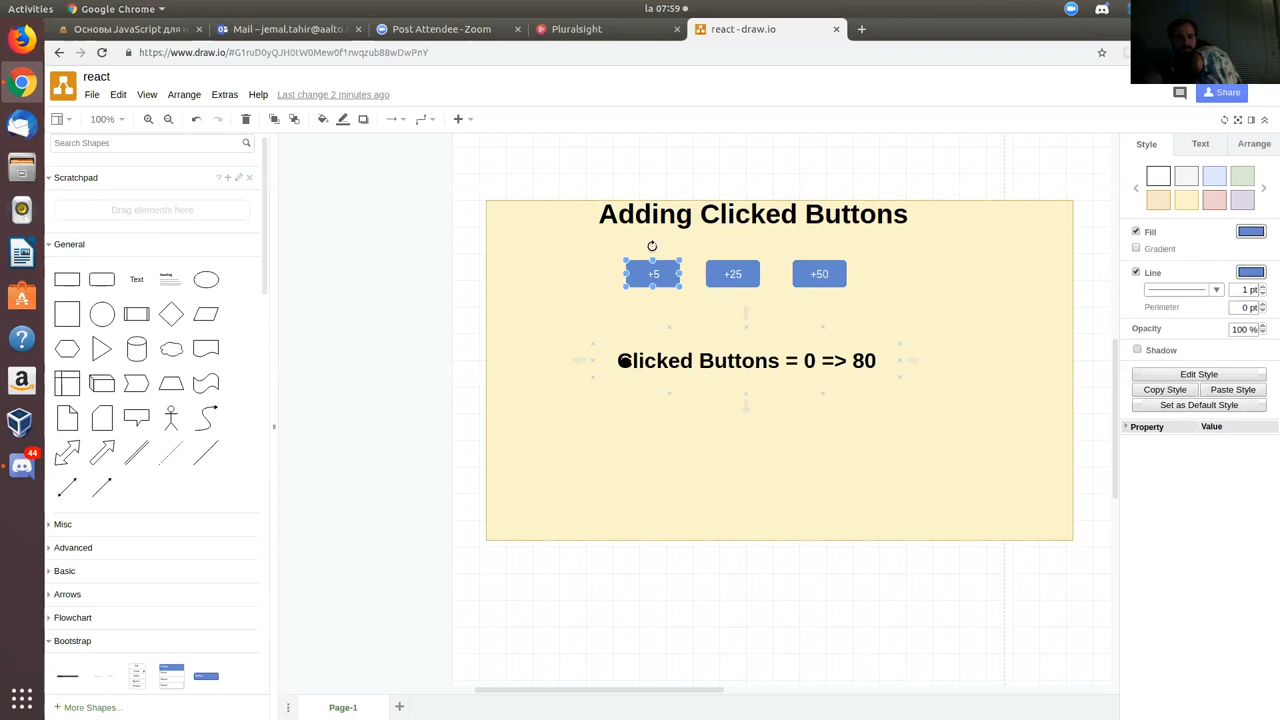 Activities
Google Chrome
la 07:59
Основы JavaScript для н
Mail – jemal.tahir@aalto.
Post Attendee - Zoom
Pluralsight
react - draw.io
https://www.draw.io/#G1ruD0yQJH0tW0Mew0f1rwqzub88wDwPnY
react
File Edit View Arrange Extras Help Last change 2 minutes ago
Share
100%
Search Shapes
Scratchpad
Drag elements here
General
Text
Heading
Misc
Advanced
Basic
Arrows
Flowchart
Bootstrap
+ More Shapes...
44
Adding Clicked Buttons
+5 +25 +50
Clicked Buttons = 0 => 80
Page-1
Style Text Arrange
Fill
Gradient
Line
1 pt
Perimeter 0 pt
Opacity 100 %
Shadow
Edit Style
Copy Style Paste Style
Set as Default Style
Property Value